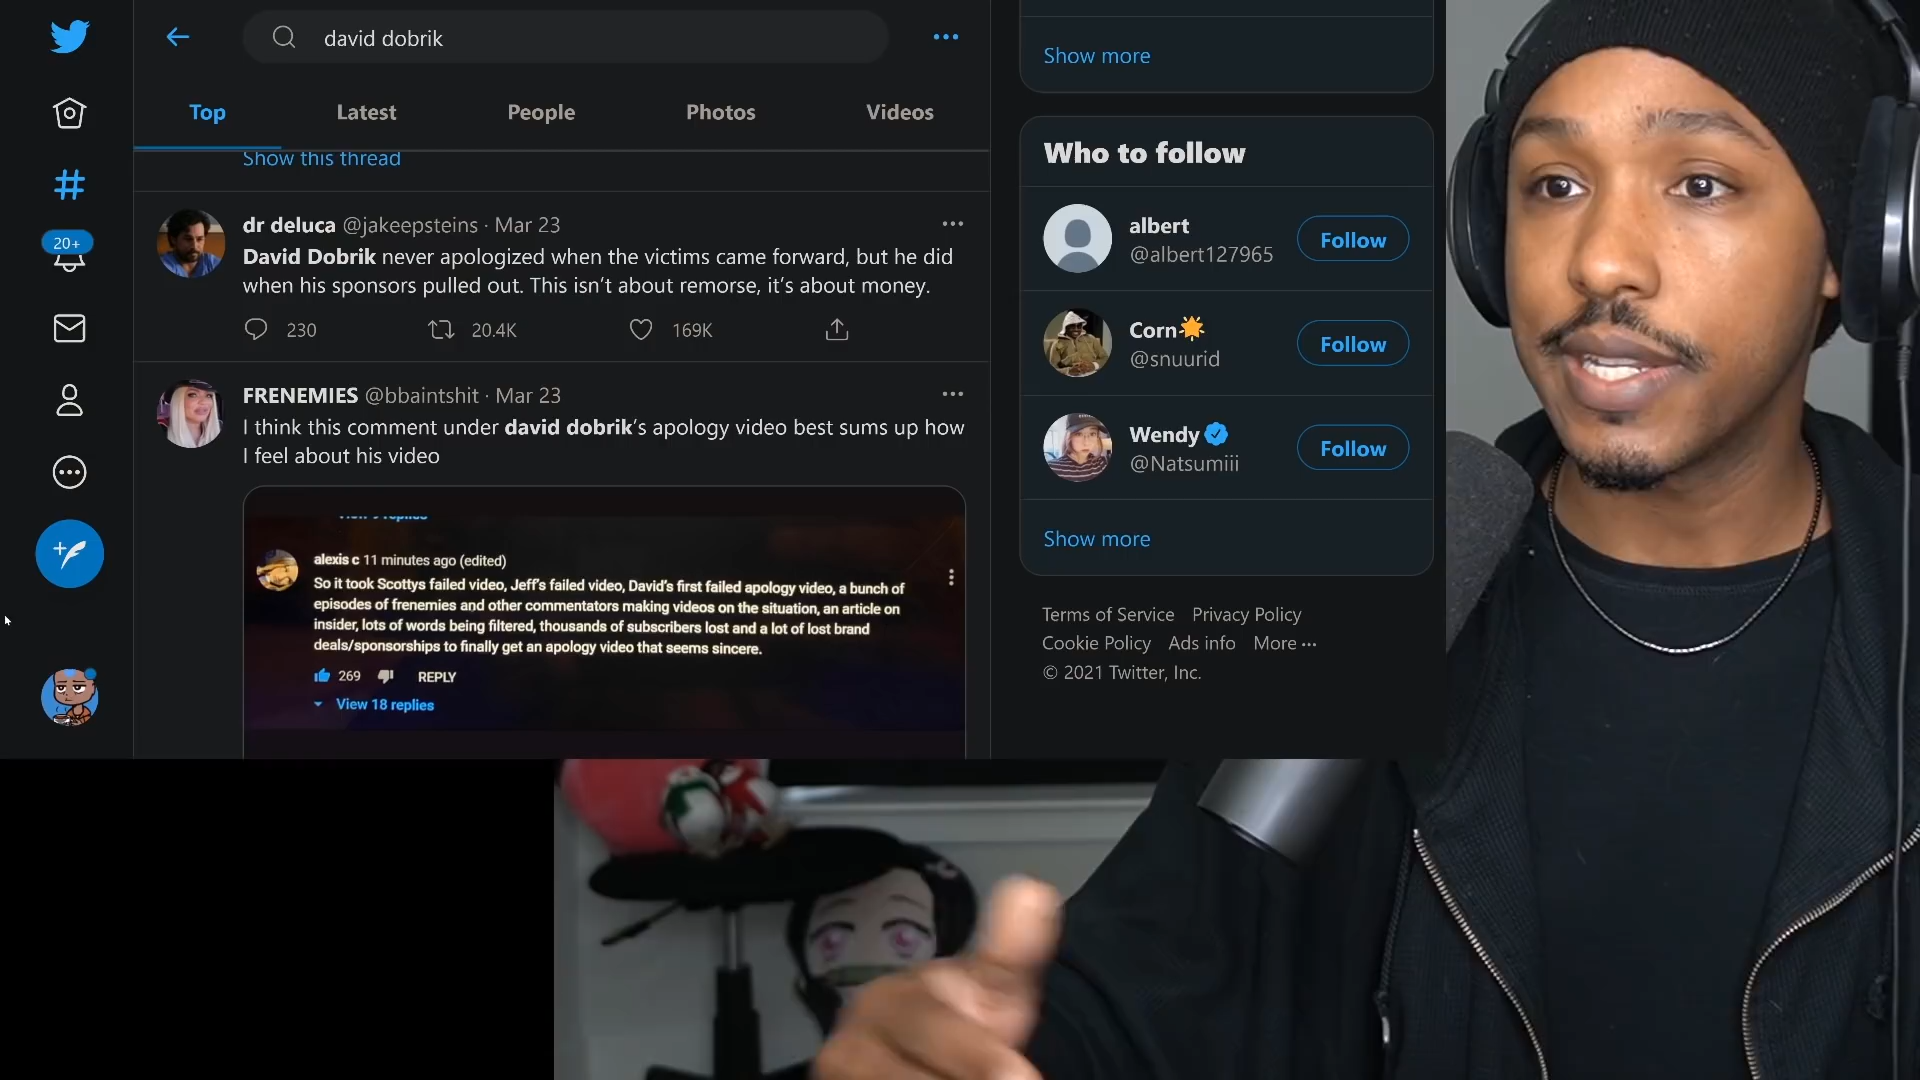 david dobrik
Top
Latest
People
Photos
Videos
Show this thread
dr deluca @jakeepsteins · Mar 23
David Dobrik never apologized when the victims came forward, but he did
when his sponsors pulled out. This isn’t about remorse, it’s about money.
230
20.4K
169K
FRENEMIES @bbaintshit · Mar 23
I think this comment under david dobrik’s apology video best sums up how
I feel about his video
View 9 replies
alexis c 11 minutes ago (edited)
So it took Scottys failed video, Jeff's failed video, David's first failed apology video, a bunch of
episodes of frenemies and other commentators making videos on the situation, an article on
insider, lots of words being filtered, thousands of subscribers lost and a lot of lost brand
deals/sponsorships to finally get an apology video that seems sincere.
269
REPLY
View 18 replies
20+
Show more
Who to follow
albert
@albert127965
Follow
Corn
@snuurid
Follow
Wendy
@Natsumiii
Follow
Show more
Terms of Service Privacy Policy
Cookie Policy Ads info More ···
© 2021 Twitter, Inc.